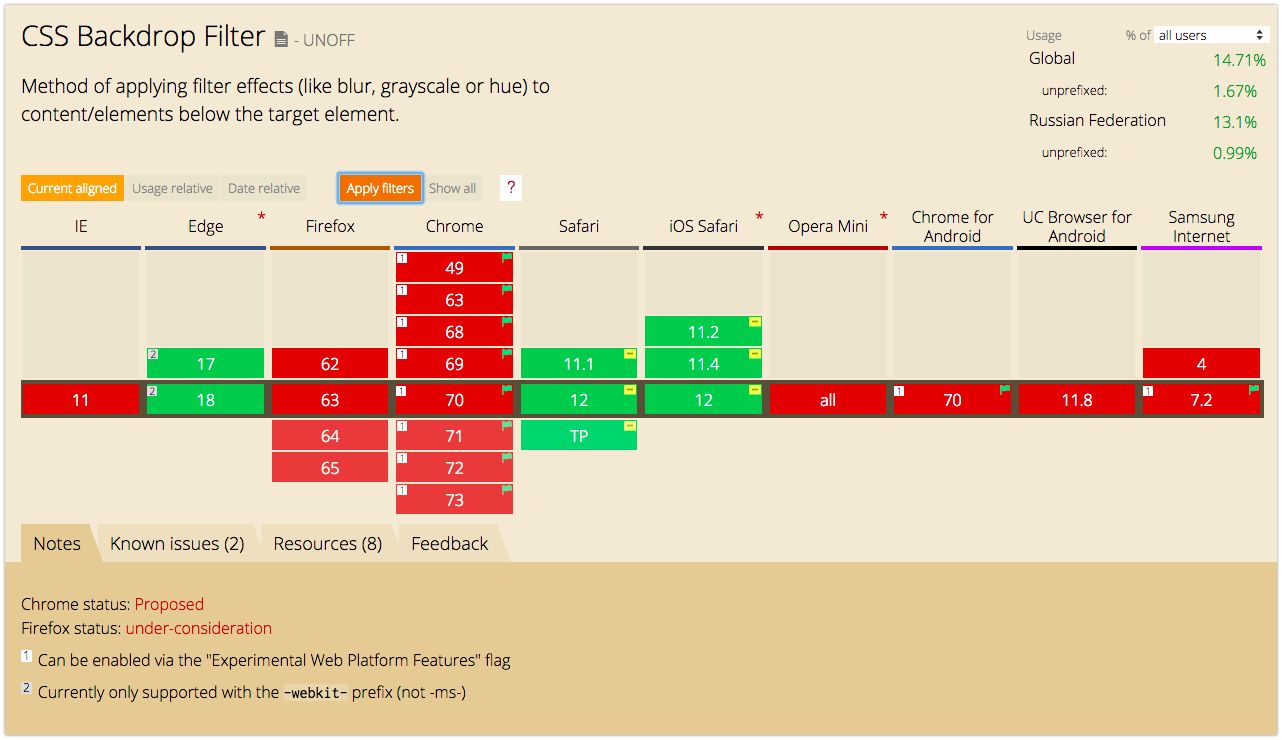 CSS Backdrop Filter - UNOFF
Usage % of all users
Global 14.71%
unprefixed: 1.67%
Russian Federation 13.1%
unprefixed: 0.99%
Method of applying filter effects (like blur, grayscale or hue) to
content/elements below the target element.
Current aligned Usage relative Date relative Apply filters Show all ?
IE Edge * Firefox Chrome Safari iOS Safari * Opera Mini * Chrome for Android UC Browser for Android Samsung Internet
1 49
1 63
1 68 11.2
2 17 62 1 69 11.1 11.4 4
11 2 18 63 1 70 12 12 all 1 70 11.8 1 7.2
64 1 71 TP
65 1 72
1 73
Notes Known issues (2) Resources (8) Feedback
Chrome status: Proposed
Firefox status: under-consideration
1 Can be enabled via the "Experimental Web Platform Features" flag
2 Currently only supported with the -webkit- prefix (not -ms-)